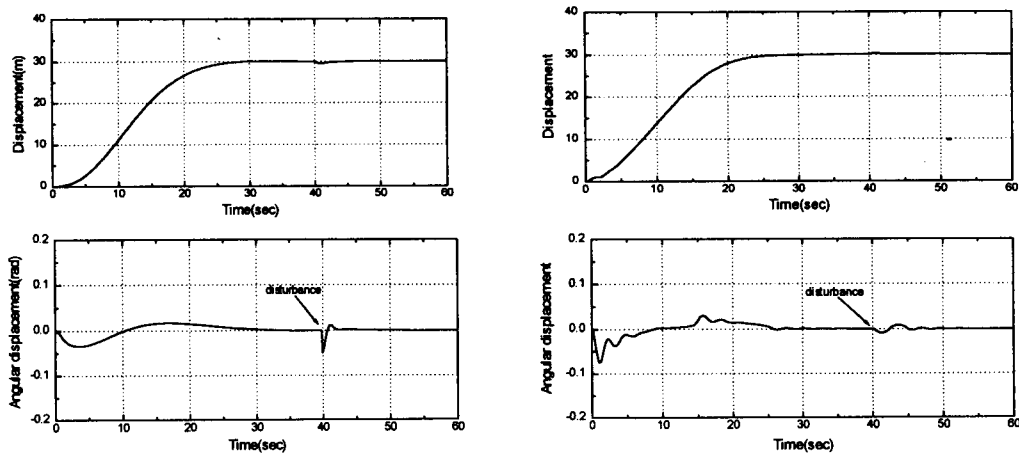 Displacement(m)
40
30
20
10
0
0 10 20 30 40 50 60
Time(sec)
Displacement
40
30
20
10
0
0 10 20 30 40 50 60
Time(sec)
Angular displacement(rad)
0.2
0.1
0.0
-0.1
-0.2
disturbance
0 10 20 30 40 50 60
Time(sec)
Angular displacement
0.2
0.1
0.0
-0.1
-0.2
disturbance
0 10 20 30 40 50 60
Time(sec)